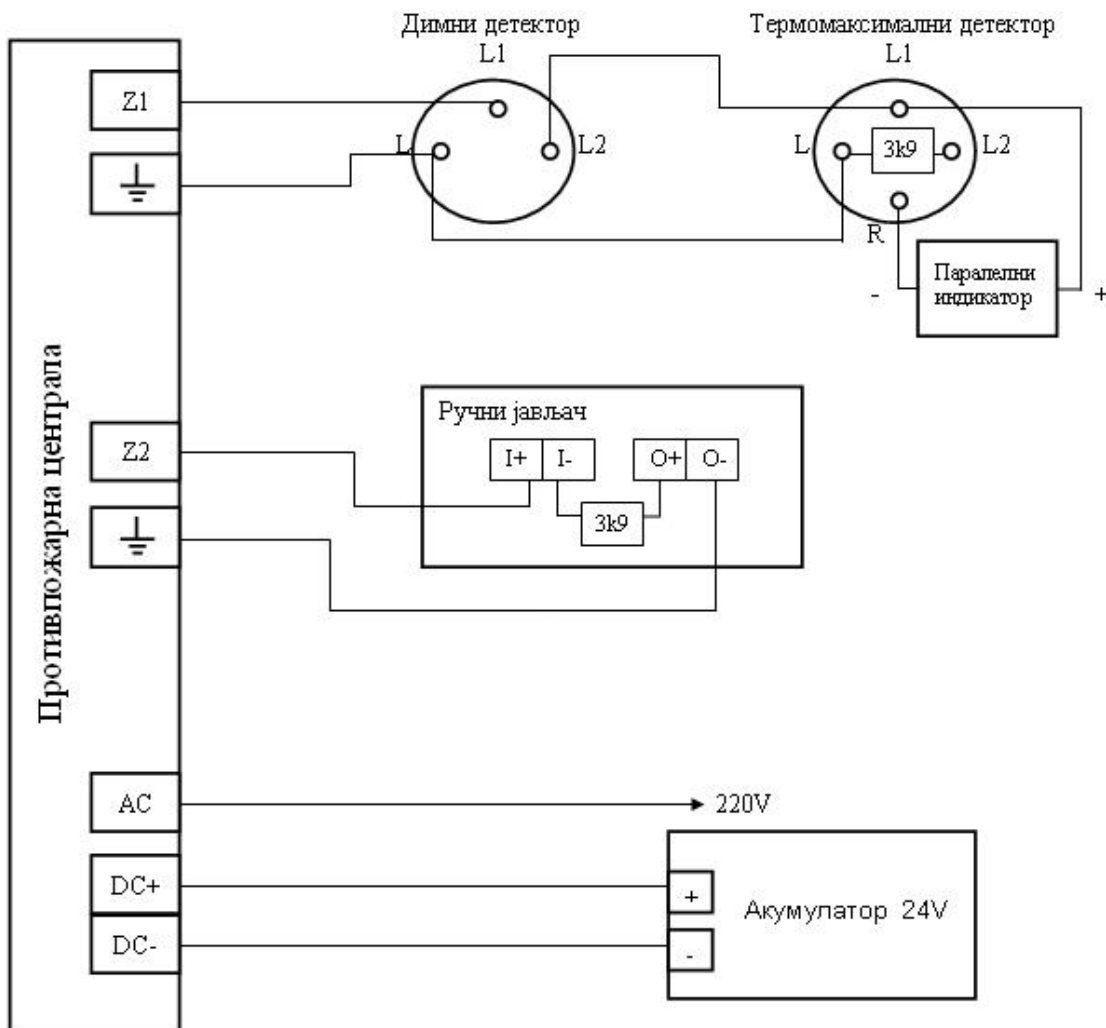 Димни детектор
Термомаксимални детектор
L1
L1
Z1
L
L2
L
3k9
L2
R
Паралелни
индикатор
-
+
Противпожарна централа
Ручни јављач
Z2
I+
I-
O+
O-
3k9
AC
220V
DC+
+
Акумулатор 24V
DC-
-